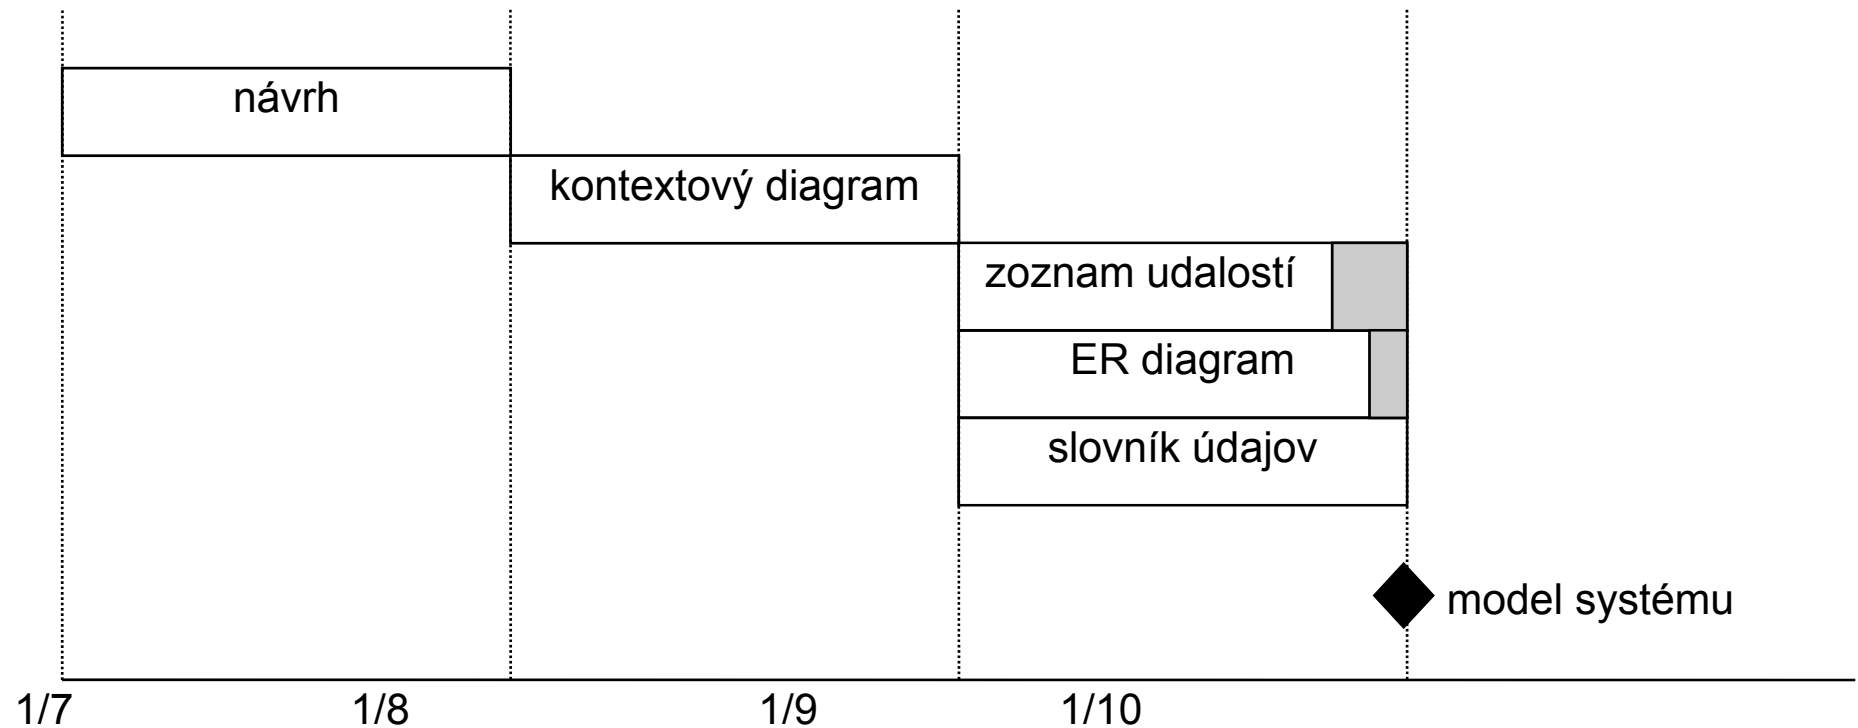 návrh
kontextový diagram
zoznam udalostí
ER diagram
slovník údajov
model systému
1/7
1/8
1/9
1/10